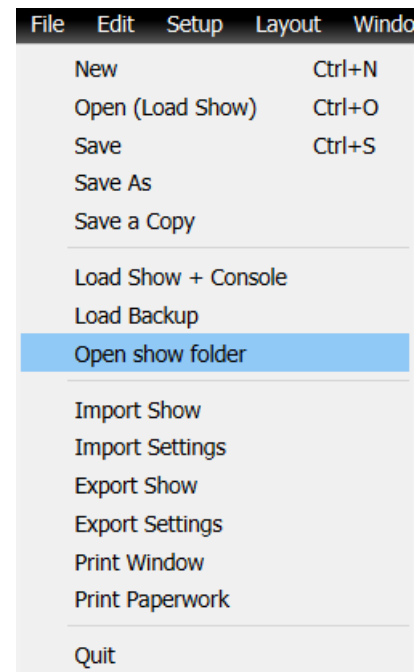 File Edit Setup Layout Windo
New Ctrl+N
Open (Load Show) Ctrl+O
Save Ctrl+S
Save As
Save a Copy
Load Show + Console
Load Backup
Open show folder
Import Show
Import Settings
Export Show
Export Settings
Print Window
Print Paperwork
Quit